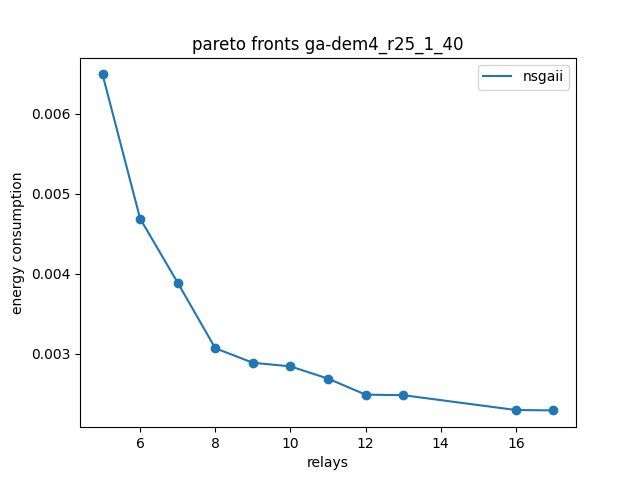 pareto fronts ga-dem4_r25_1_40
nsgaii
0.006
0.005
0.004
0.003
energy consumption
6 8 10 12 14 16
relays